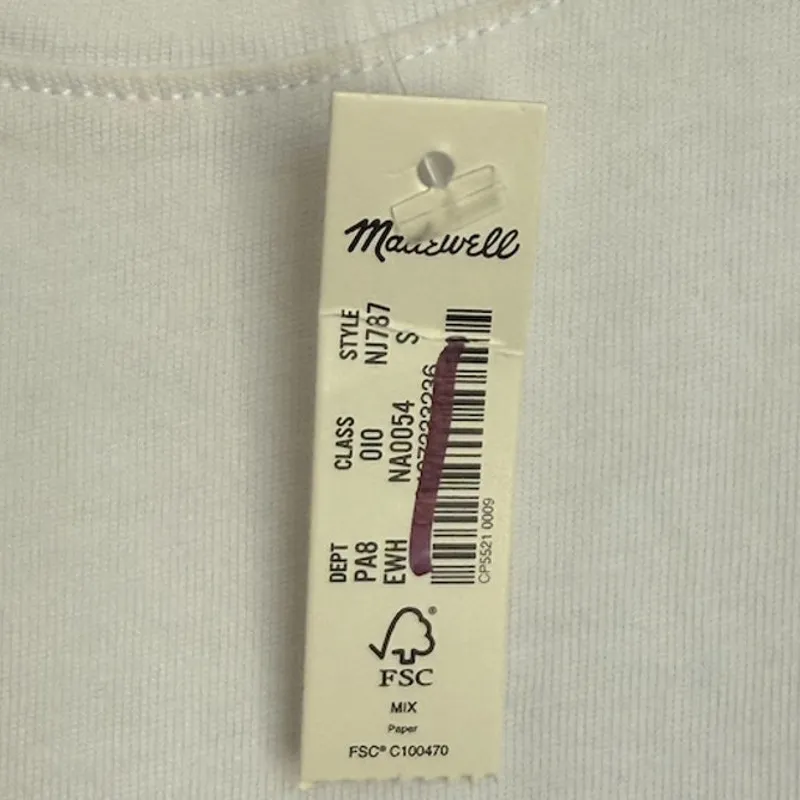 Madewell
DEPT CLASS STYLE
PA8 010 NJ787
EWH NA0054 S
CP5521 0009
FSC®
MIX
Paper
FSC® C100470